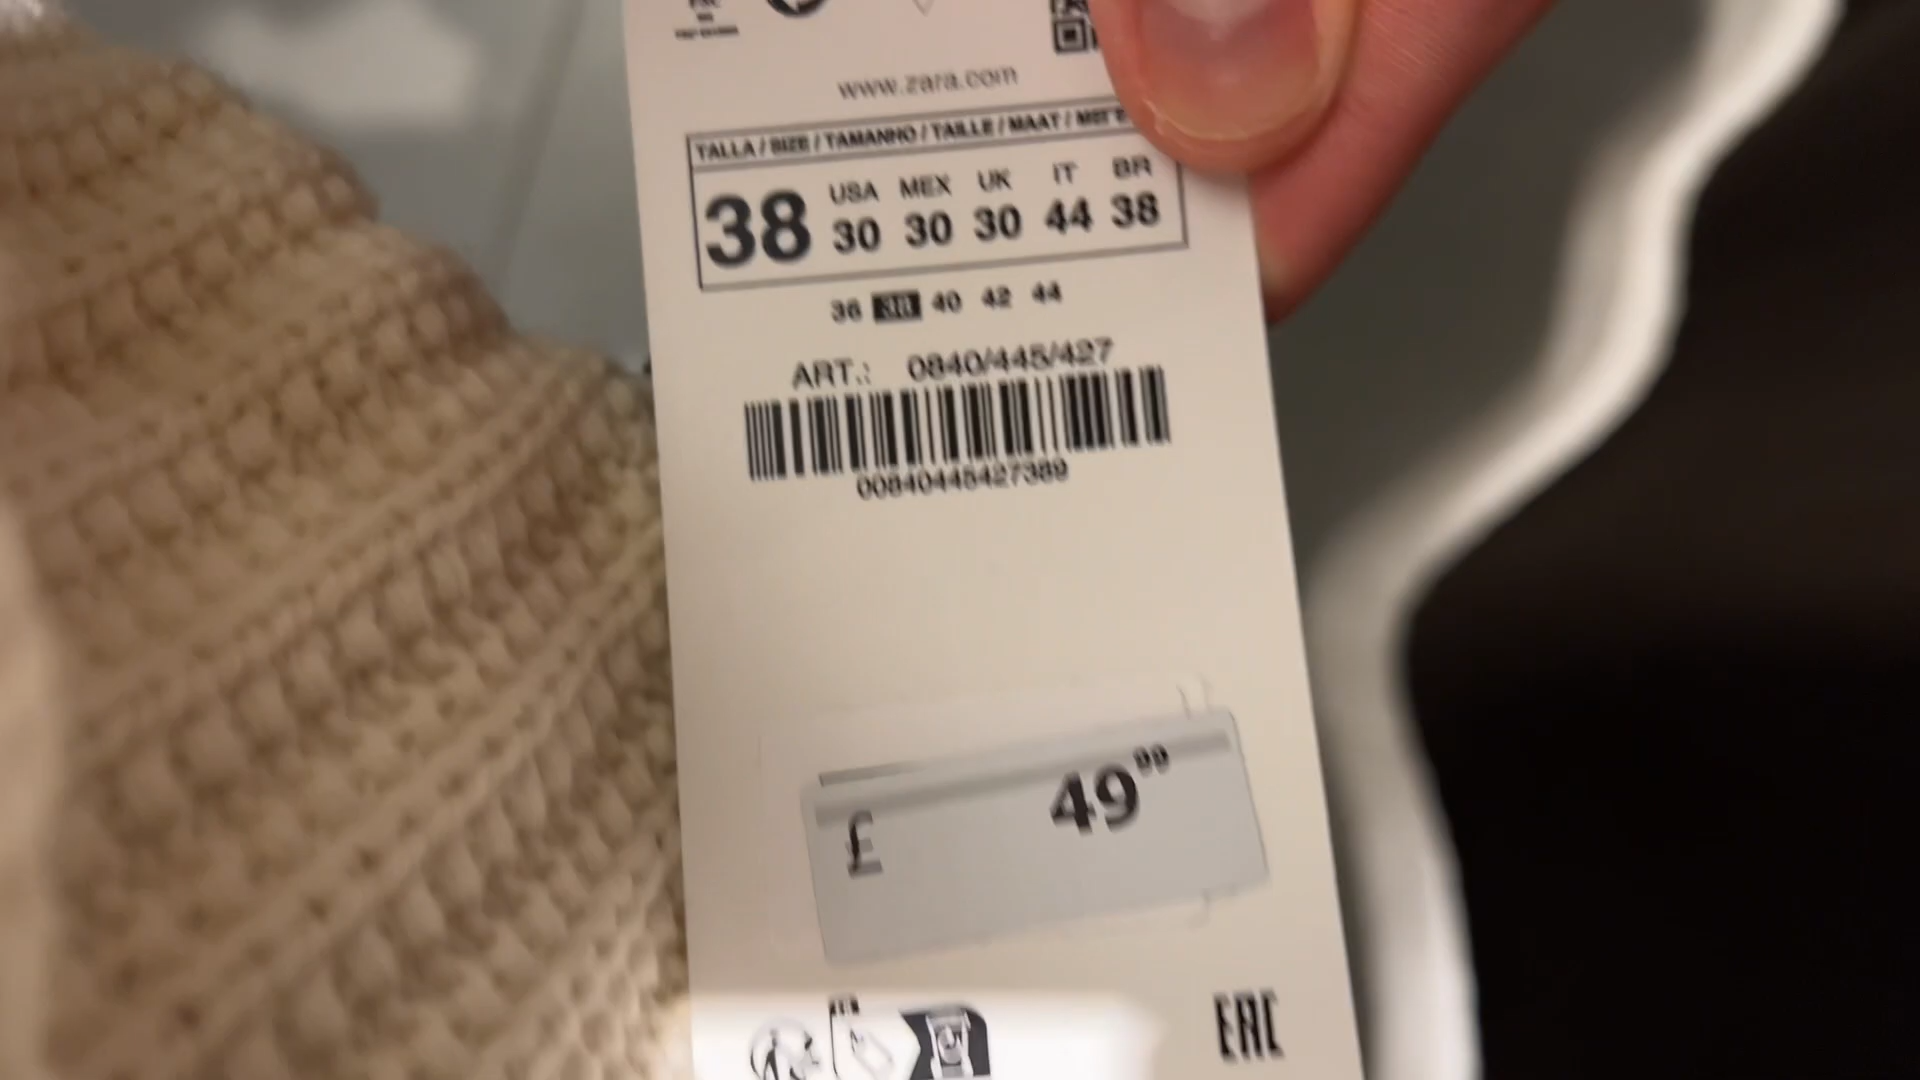 www.zara.com
TALLA / SIZE / TAMANHO / TAILLE / MAAT /
38 USA 30 MEX 30 UK 30 IT 44 BR 38
36 38 40 42 44
ART.: 0840/445/427
00840445427389
£ 49⁹⁹
EAC